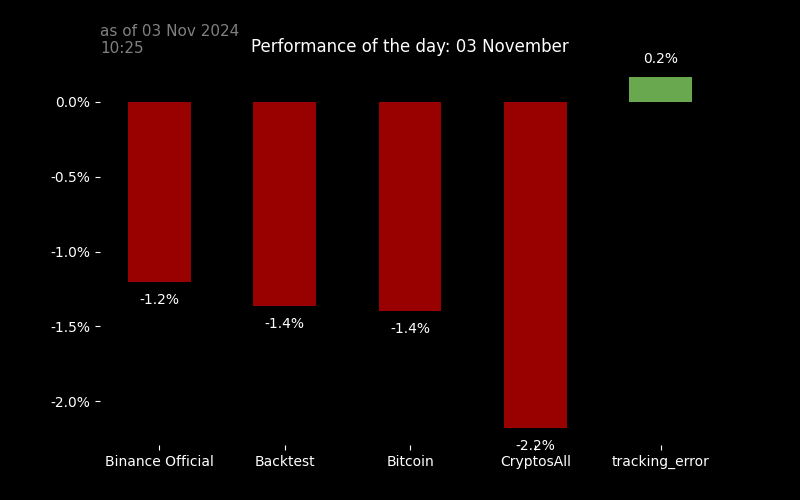 as of 03 Nov 2024
10:25
Performance of the day: 03 November
0.2%
0.0%
-0.5%
-1.0%
-1.5%
-2.0%
-1.2%
-1.4%
-1.4%
-2.2%
Binance Official
Backtest
Bitcoin
CryptosAll
tracking_error